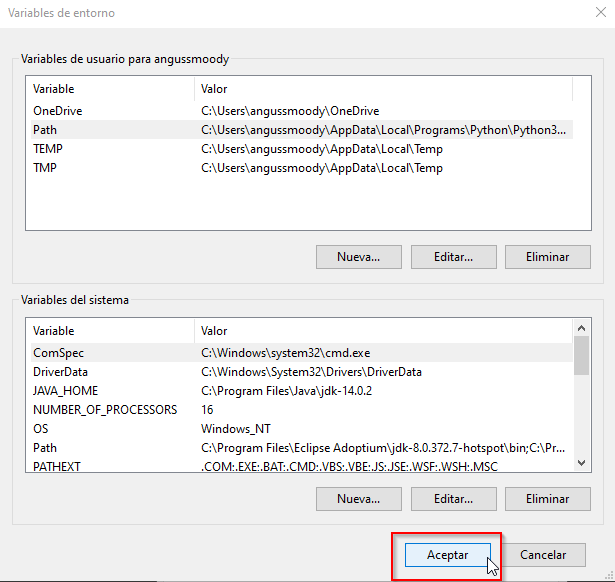 Variables de entorno
Variables de usuario para angussmoody
Variable Valor
OneDrive C:\Users\angussmoody\OneDrive
Path C:\Users\angussmoody\AppData\Local\Programs\Python\Python3...
TEMP C:\Users\angussmoody\AppData\Local\Temp
TMP C:\Users\angussmoody\AppData\Local\Temp
Nueva... Editar... Eliminar
Variables del sistema
Variable Valor
ComSpec C:\Windows\system32\cmd.exe
DriverData C:\Windows\System32\Drivers\DriverData
JAVA_HOME C:\Program Files\Java\jdk-14.0.2
NUMBER_OF_PROCESSORS 16
OS Windows_NT
Path C:\Program Files\Eclipse Adoptium\jdk-8.0.372.7-hotspot\bin;C:\Pr...
PATHEXT .COM;.EXE;.BAT;.CMD;.VBS;.VBE;.JS;.JSE;.WSF;.WSH;.MSC
Nueva... Editar... Eliminar
Aceptar Cancelar